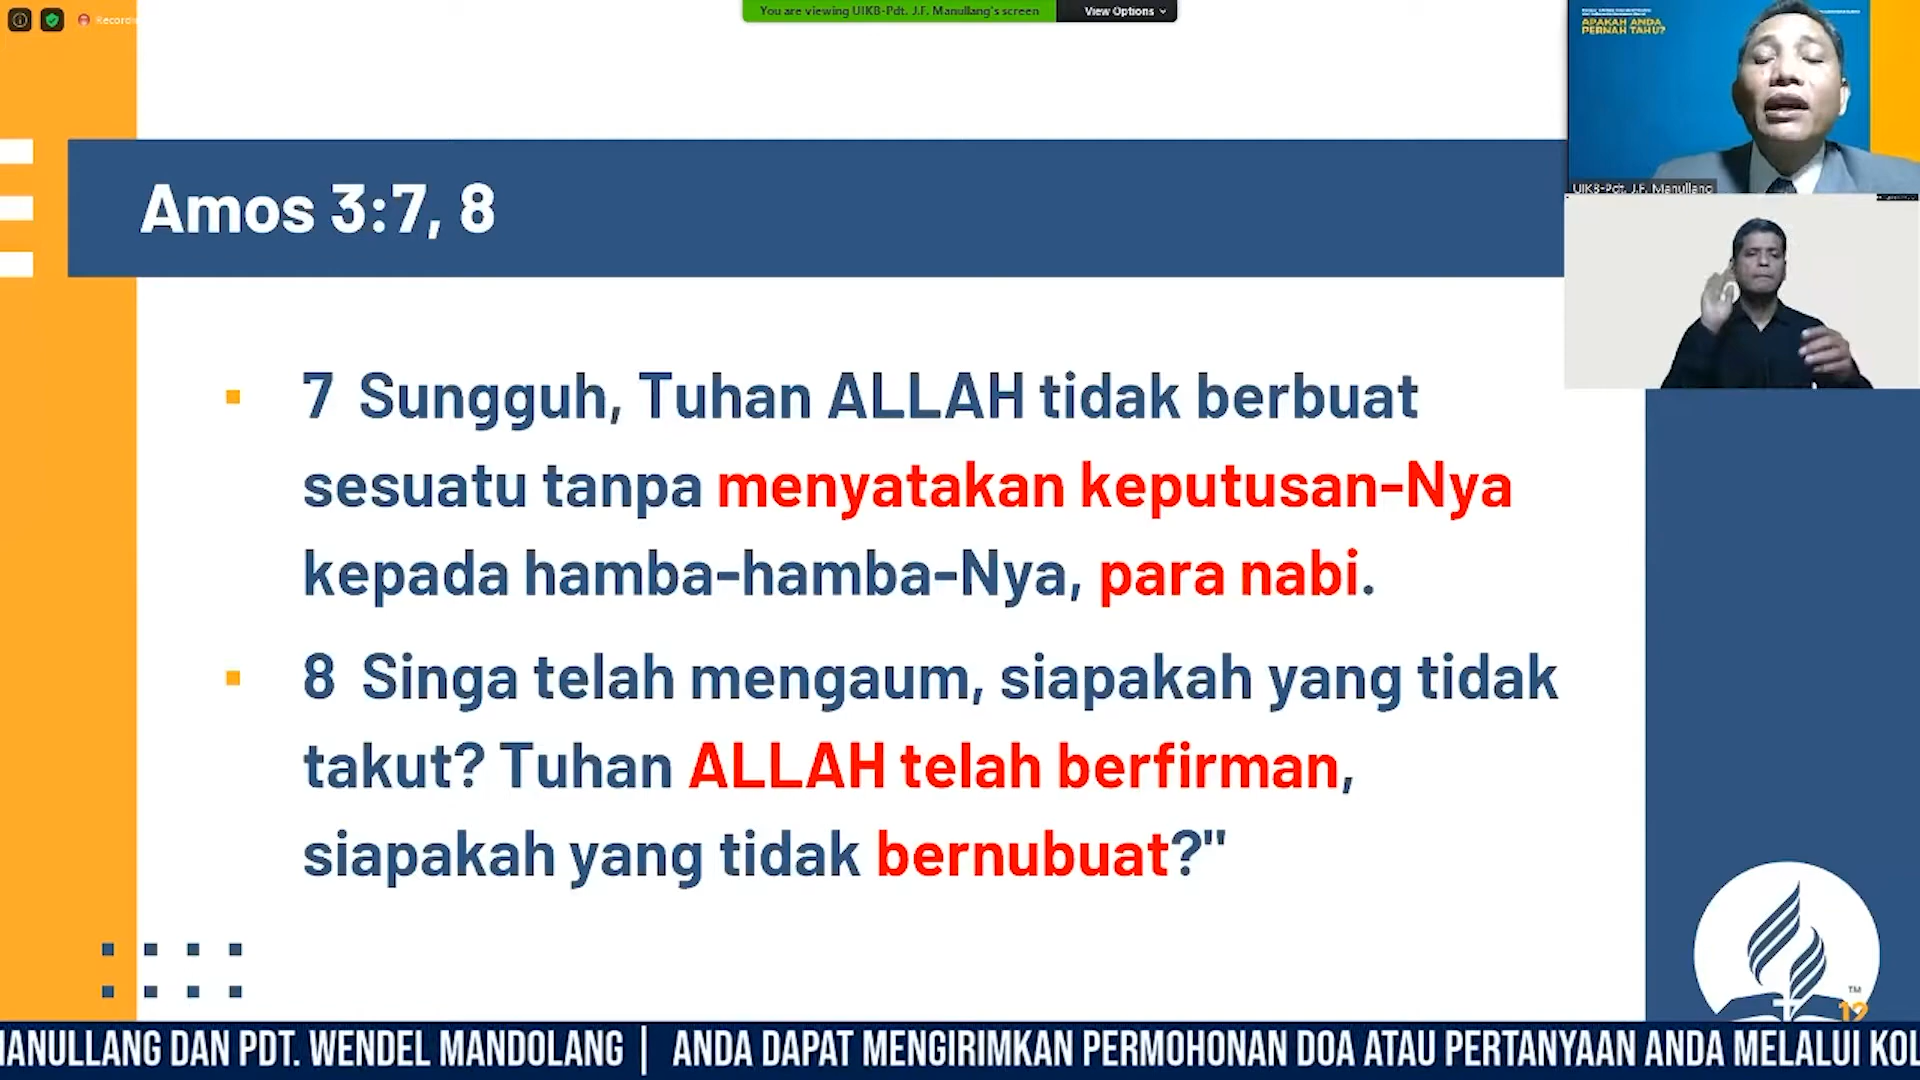 Recordin
You are viewing UIKB-Pdt. J.F. Manullang's screen
View Options
APAKAH ANDA
PERNAH TAHU?
UIKB-Pdt. J.F. Manullang
Amos 3:7, 8
7 Sungguh, Tuhan ALLAH tidak berbuat
sesuatu tanpa menyatakan keputusan-Nya
kepada hamba-hamba-Nya, para nabi.
8 Singa telah mengaum, siapakah yang tidak
takut? Tuhan ALLAH telah berfirman,
siapakah yang tidak bernubuat?"
TM
19
MANULLANG DAN PDT. WENDEL MANDOLANG | ANDA DAPAT MENGIRIMKAN PERMOHONAN DOA ATAU PERTANYAAN ANDA MELALUI KOL